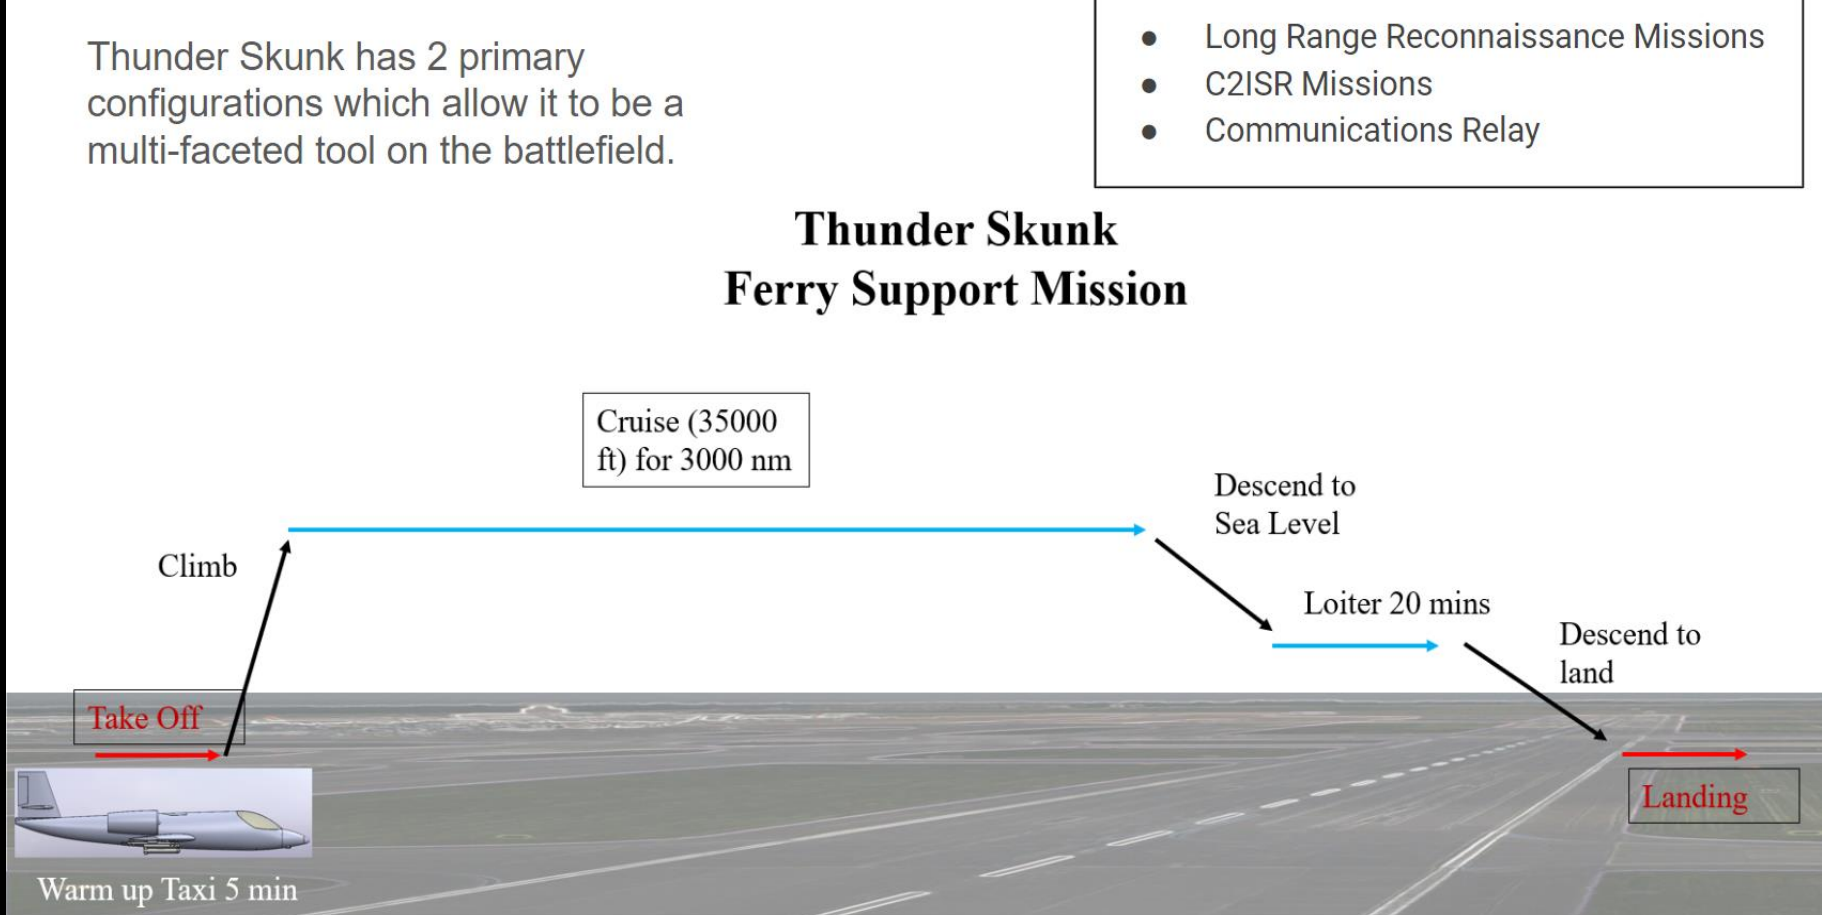 Thunder Skunk has 2 primary
configurations which allow it to be a
multi-faceted tool on the battlefield.
● Long Range Reconnaissance Missions
● C2ISR Missions
● Communications Relay
Thunder Skunk
Ferry Support Mission
Cruise (35000
ft) for 3000 nm
Descend to
Sea Level
Climb
Loiter 20 mins
Descend to
land
Take Off
Landing
Warm up Taxi 5 min